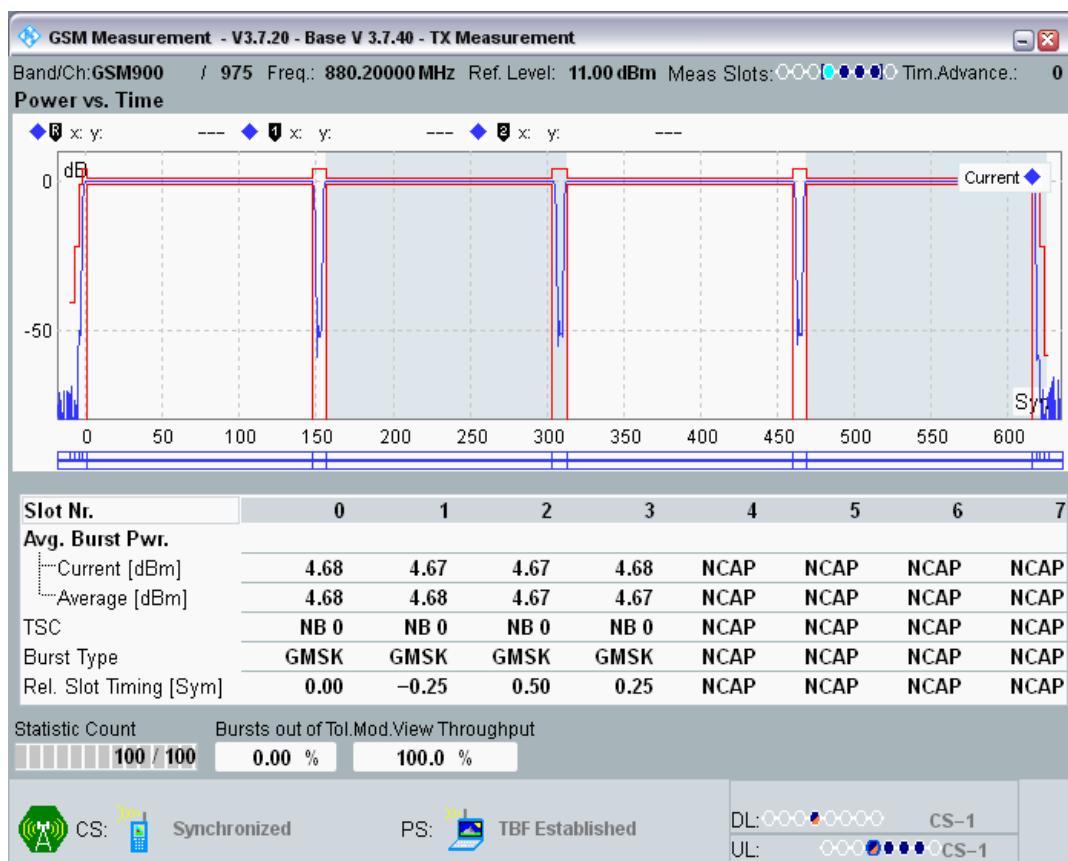 GSM Measurement - V3.7.20 - Base V 3.7.40 - TX Measurement
Band/Ch:GSM900 / 975 Freq.: 880.20000 MHz Ref. Level: 11.00 dBm Meas Slots: Tim.Advance.: 0
Power vs. Time
R x: y: --- 1 x: y: --- 2 x: y: ---
dB
0
Current
-50
Sym
0 50 100 150 200 250 300 350 400 450 500 550 600
Slot Nr. 0 1 2 3 4 5 6 7
Avg. Burst Pwr.
Current [dBm] 4.68 4.67 4.67 4.68 NCAP NCAP NCAP NCAP
Average [dBm] 4.68 4.68 4.67 4.67 NCAP NCAP NCAP NCAP
TSC NB 0 NB 0 NB 0 NB 0 NCAP NCAP NCAP NCAP
Burst Type GMSK GMSK GMSK GMSK NCAP NCAP NCAP NCAP
Rel. Slot Timing [Sym] 0.00 −0.25 0.50 0.25 NCAP NCAP NCAP NCAP
Statistic Count Bursts out of Tol.Mod.View Throughput
100 / 100 0.00 % 100.0 %
CS: Synchronized PS: TBF Established
DL: CS−1
UL: CS−1